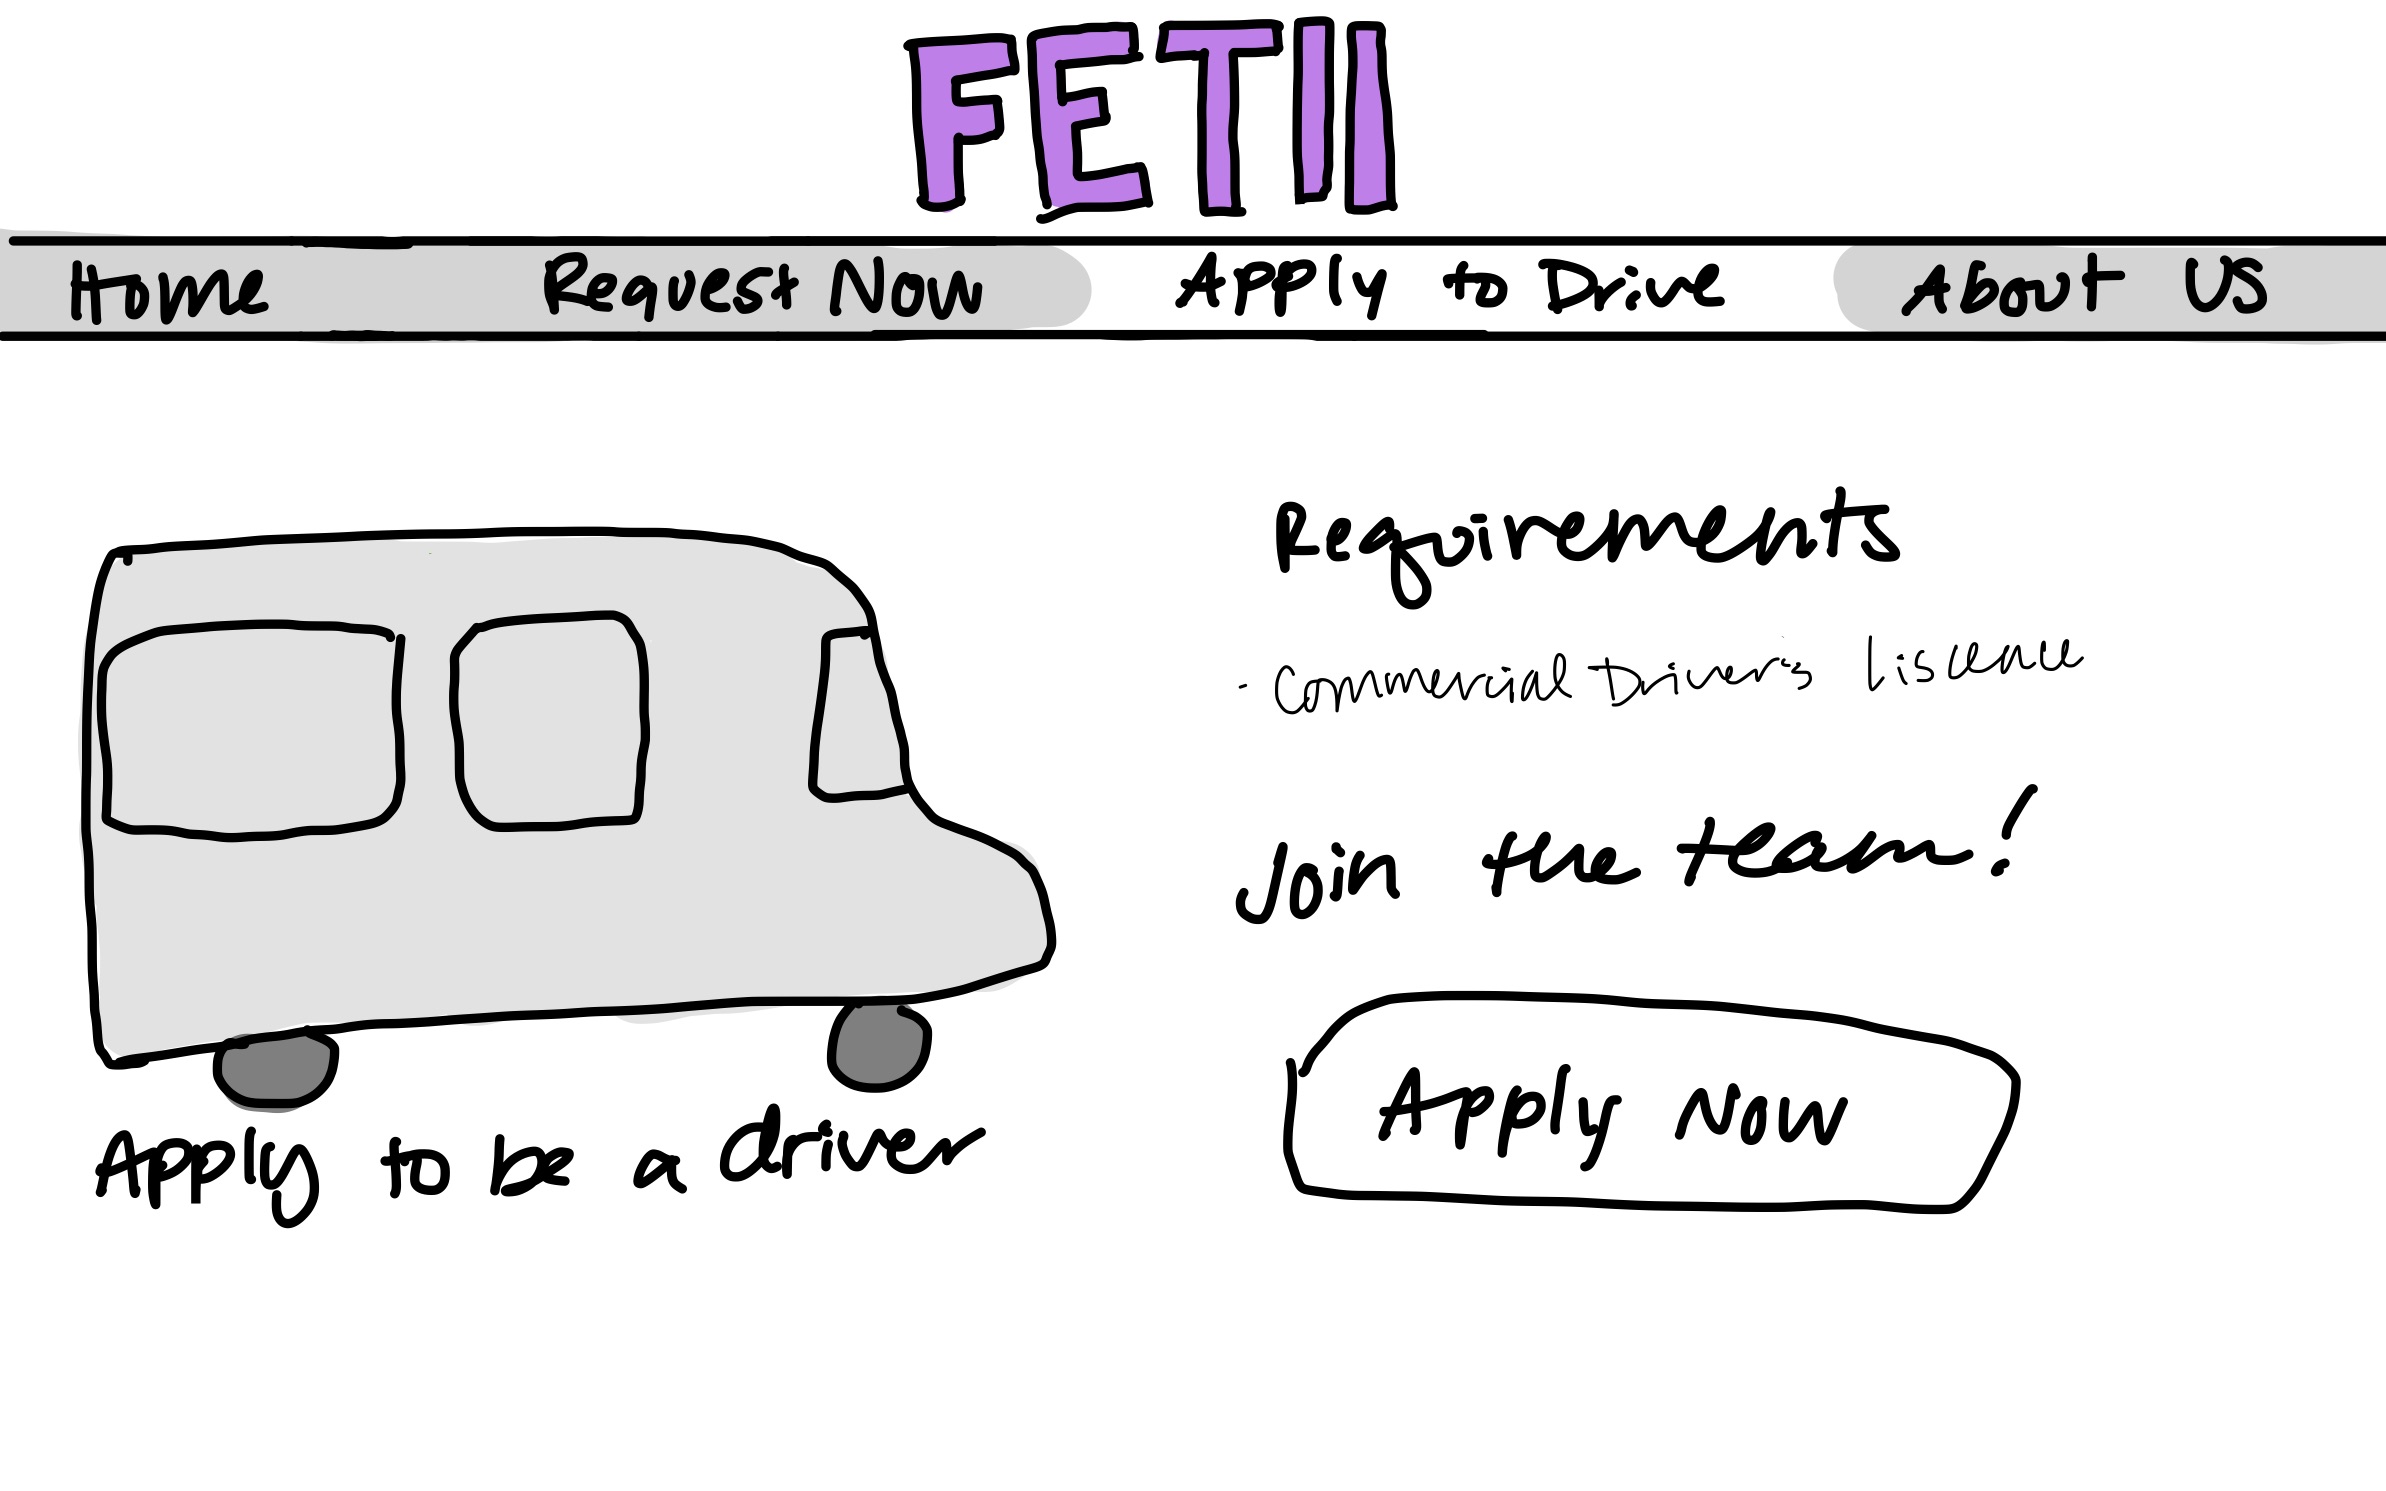 FETII
Home Request Now Apply to Drive About US
Requirements
- Commercial Driver's Liscence
Join the team!
Apply Now
Apply to be a driver